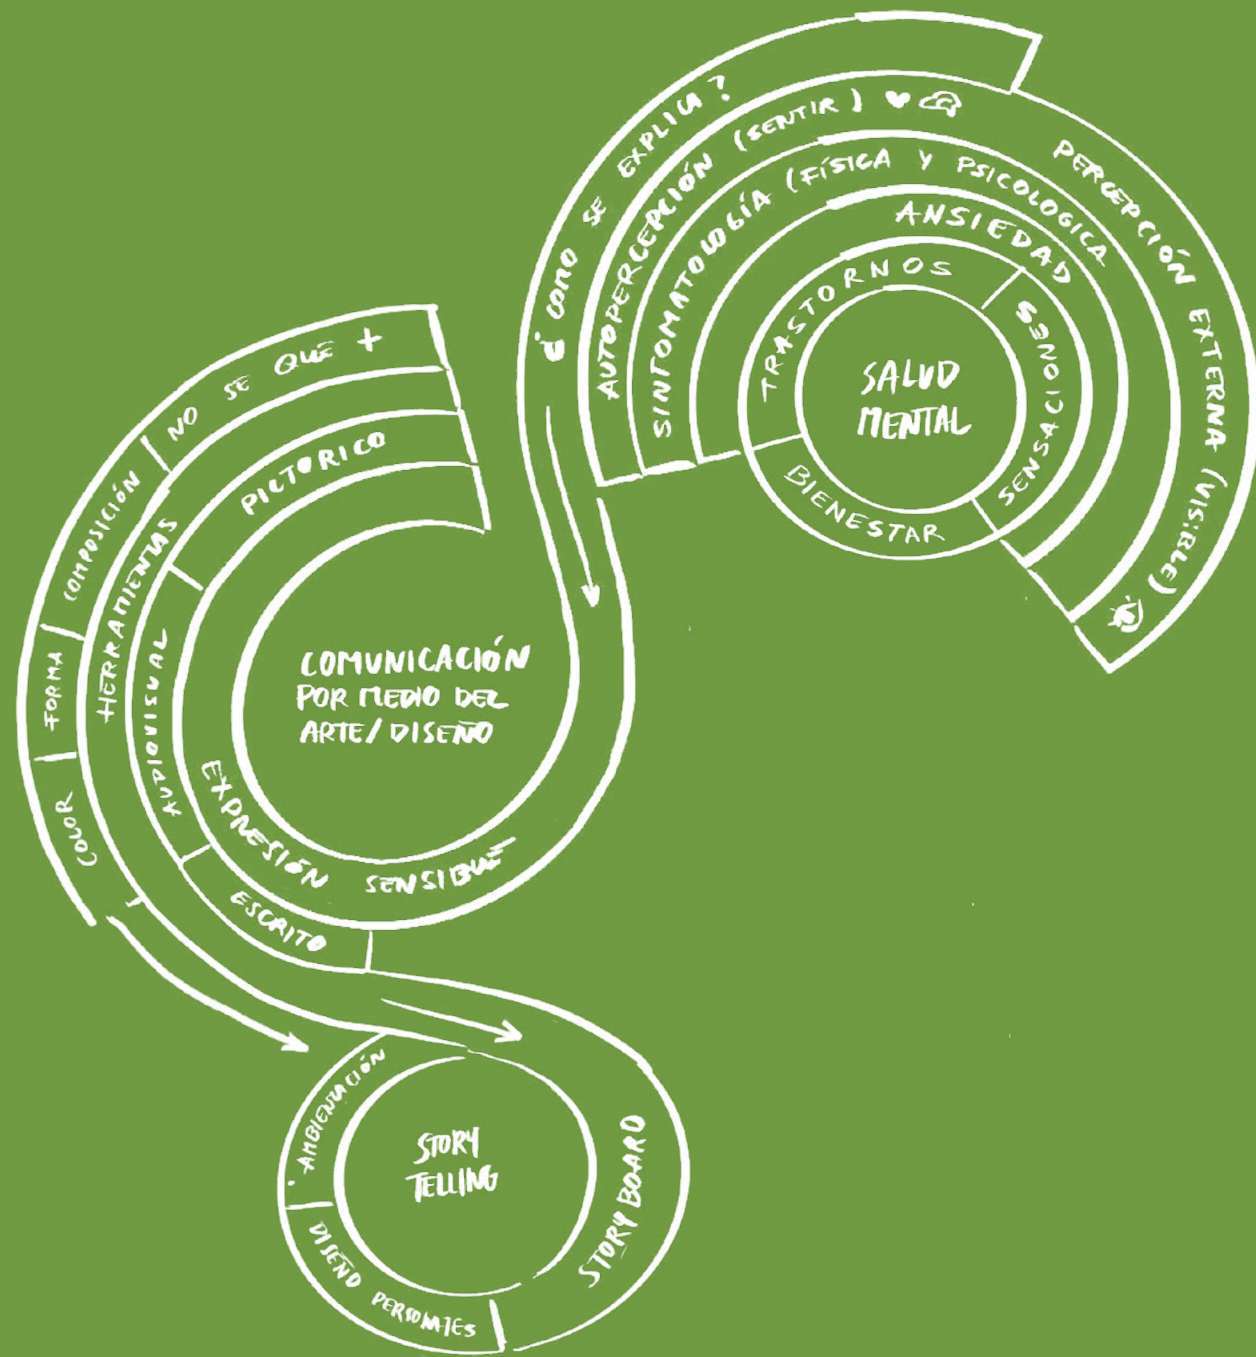 ¿COMO SE EXPLICA?
AUTOPERCEPCIÓN (SENTIR)
PERCEPCIÓN EXTERNA (VISIBLE)
SINTOMATOLOGÍA (FÍSICA Y PSICOLOGICA
ANSIEDAD
TRASTORNOS
SENSACIONES
BIENESTAR
SALUD
MENTAL
NO SE QUE +
COMPOSICIÓN
FORMA
COLOR
HERRAMIENTAS
PICTORICO
AUDIOVISUAL
ESCRITO
EXPRESIÓN SENSIBLE
COMUNICACIÓN
POR MEDIO DEL
ARTE/DISEÑO
AMBIENTACIÓN
DISEÑO PERSONAJES
STORY BOARD
STORY
TELLING